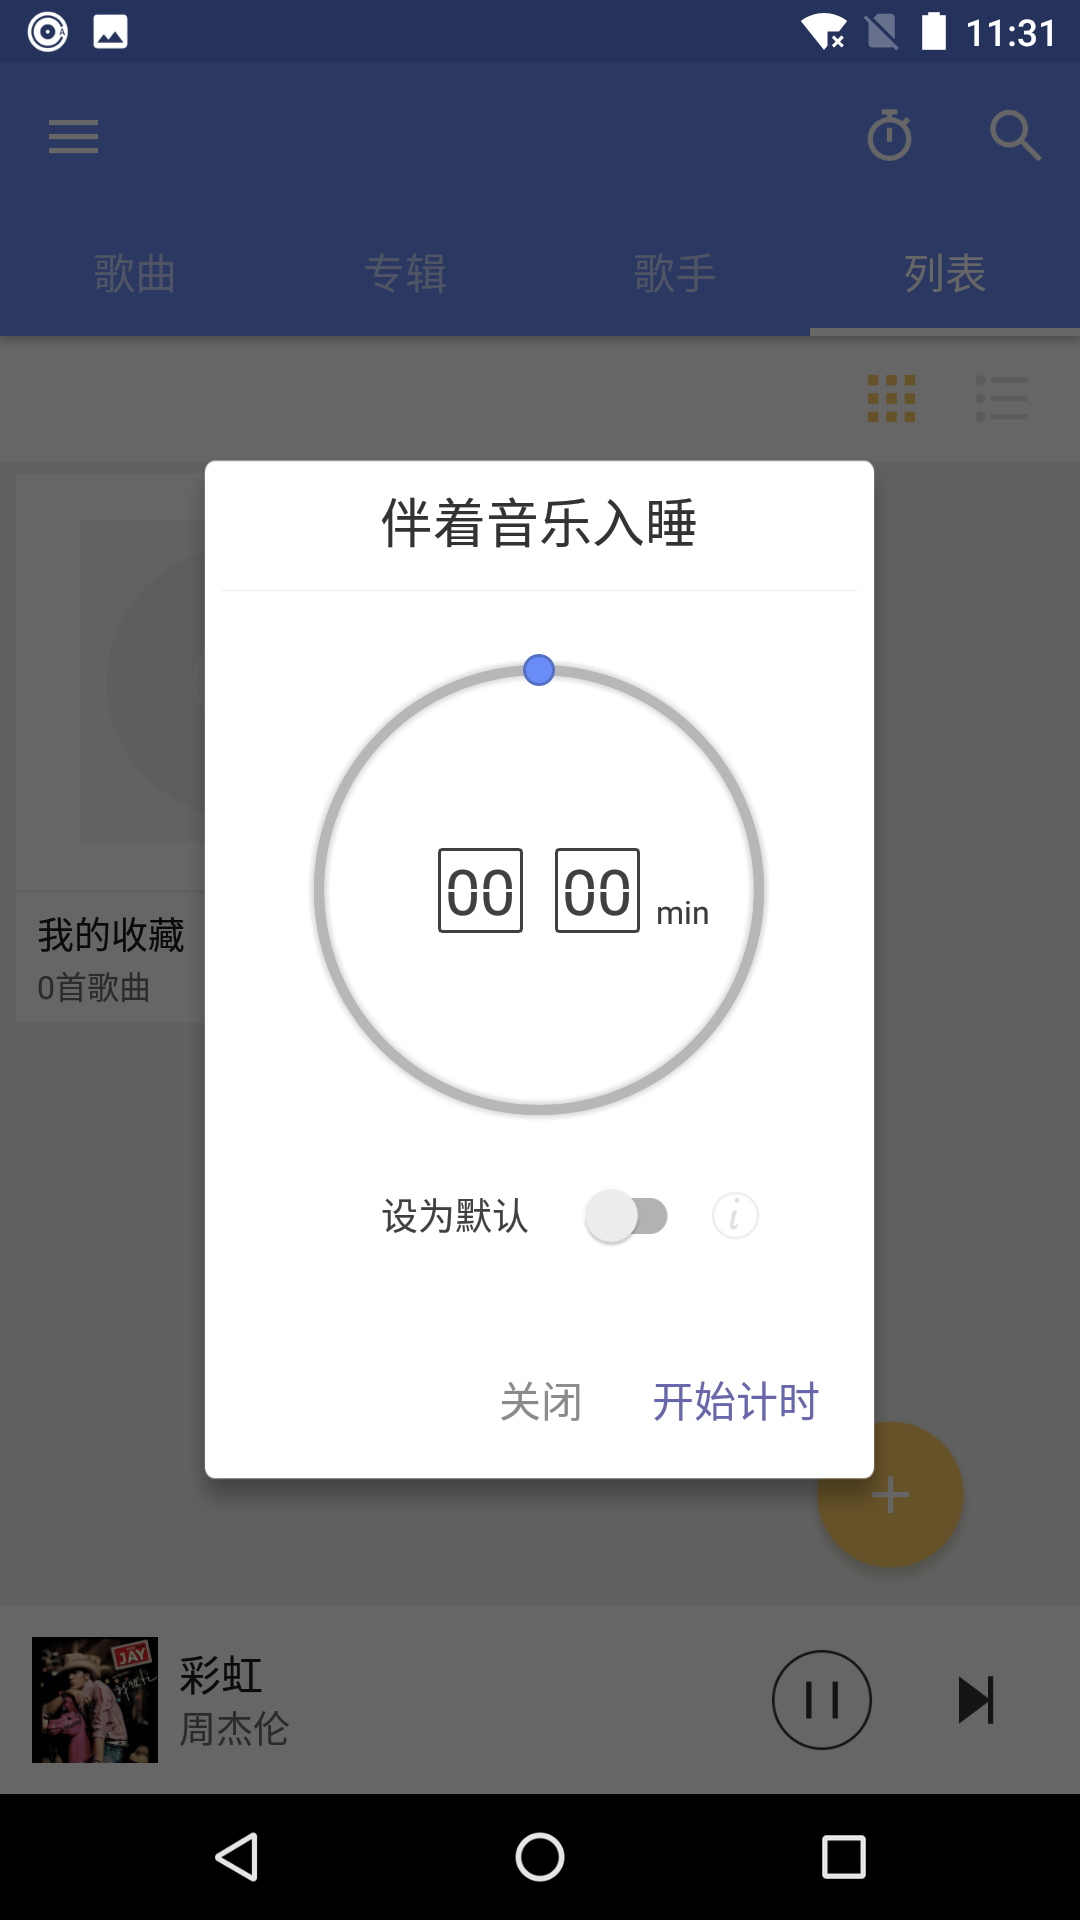 11:31
歌曲 专辑 歌手 列表
伴着音乐入睡
00 00 min
我的收藏
0首歌曲
设为默认
关闭 开始计时
JAY
彩虹
周杰伦